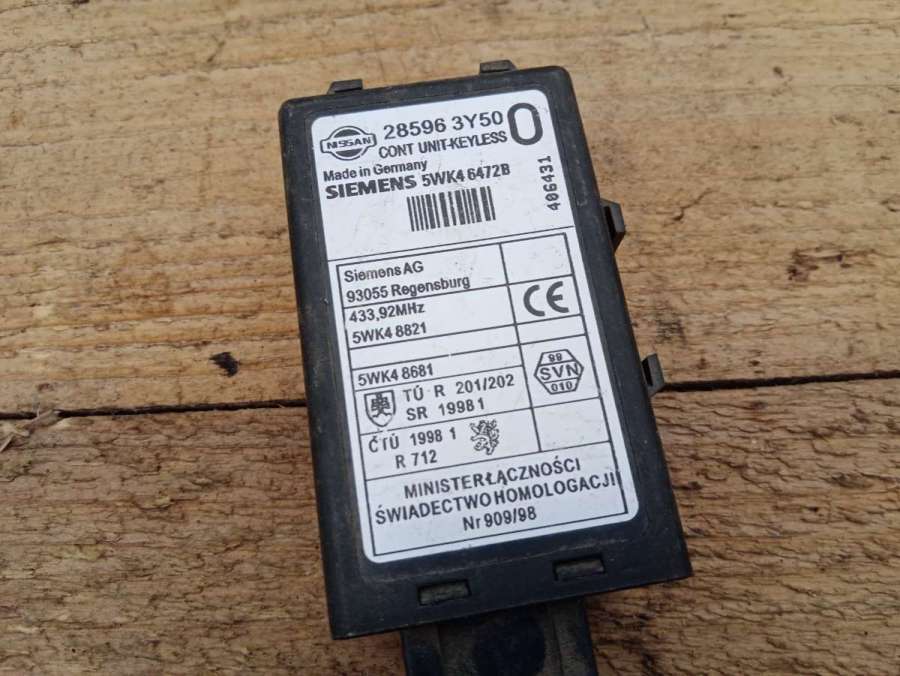 NISSAN
28596 3Y50 0
CONT UNIT-KEYLESS
Made in Germany
SIEMENS 5WK4 6472B
406431
Siemens AG
93055 Regensburg
433,92MHz
5WK4 8821
CE
5WK4 8681
98
SVN
010
TÚ R 201/202
SR 1998 1
ČTÚ 1998 1
R 712
MINISTER ŁĄCZNOŚCI
ŚWIADECTWO HOMOLOGACJI
Nr 909/98